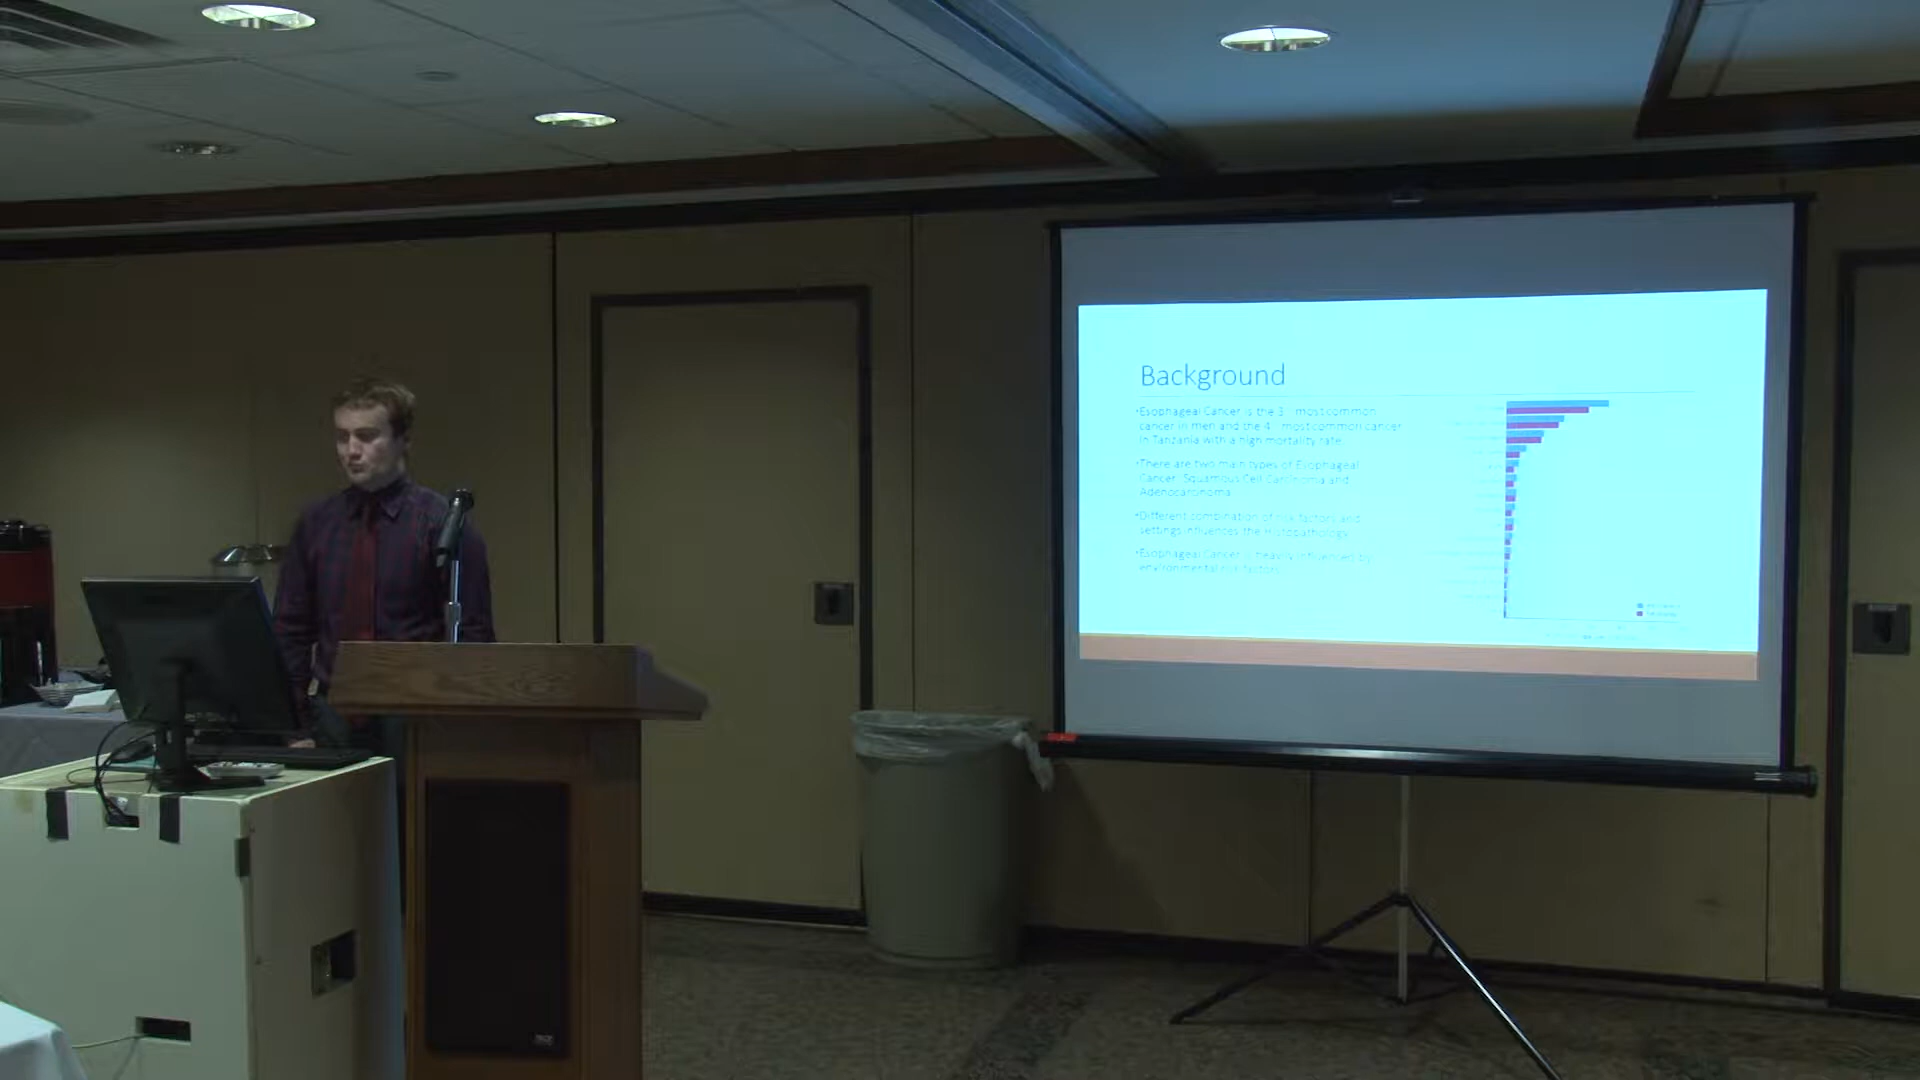 Background
•Esophageal Cancer is the 3 most common
cancer in men and the 4 most common cancer
in Tanzania with a high mortality rate
•There are two main types of Esophageal
Cancer: Squamous Cell Carcinoma and
Adenocarcinoma
•Different combination of risk factors and
settings influences the Histopathology
•Esophageal Cancer is heavily influenced by
environmental risk factors